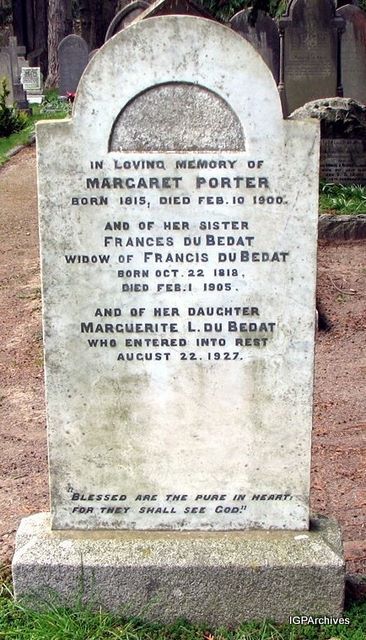 IN LOVING MEMORY OF
MARGARET PORTER
BORN 1815, DIED FEB. 10 1900.
AND OF HER SISTER
FRANCES DU BEDAT
WIDOW OF FRANCIS DU BEDAT
BORN OCT. 22 1818.
DIED FEB. 1 1905.
AND OF HER DAUGHTER
MARGUERITE L. DU BEDAT
WHO ENTERED INTO REST
AUGUST 22. 1927.
"BLESSED ARE THE PURE IN HEART,
FOR THEY SHALL SEE GOD."
IGPArchives